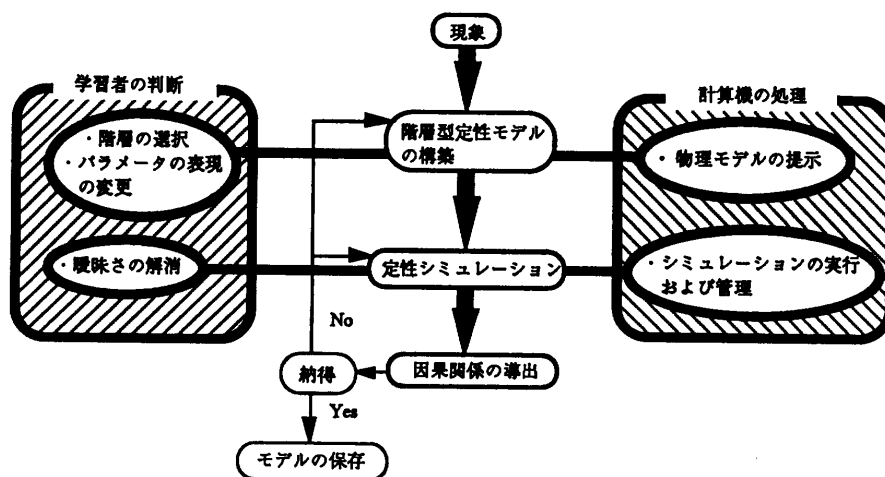 現象
学習者の判断
計算機の処理
・階層の選択
・パラメータの表現
の変更
階層型定性モデル
の構築
・物理モデルの提示
・曖昧さの解消
定性シミュレーション
・シミュレーションの実行
および管理
No
納得
因果関係の導出
Yes
モデルの保存